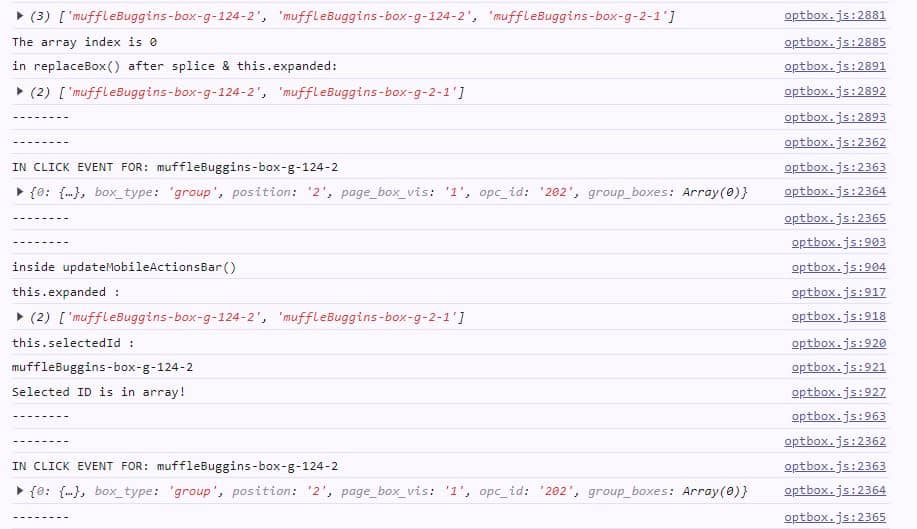 ▶ (3) ['muffleBuggins-box-g-124-2', 'muffleBuggins-box-g-124-2', 'muffleBuggins-box-g-2-1'] optbox.js:2881
The array index is 0 optbox.js:2885
in replaceBox() after splice & this.expanded: optbox.js:2891
▶ (2) ['muffleBuggins-box-g-124-2', 'muffleBuggins-box-g-2-1'] optbox.js:2892
-------- optbox.js:2893
-------- optbox.js:2362
IN CLICK EVENT FOR: muffleBuggins-box-g-124-2 optbox.js:2363
▶ {0: {…}, box_type: 'group', position: '2', page_box_vis: '1', opc_id: '202', group_boxes: Array(0)} optbox.js:2364
-------- optbox.js:2365
-------- optbox.js:903
inside updateMobileActionsBar() optbox.js:904
this.expanded : optbox.js:917
▶ (2) ['muffleBuggins-box-g-124-2', 'muffleBuggins-box-g-2-1'] optbox.js:918
this.selectedId : optbox.js:920
muffleBuggins-box-g-124-2 optbox.js:921
Selected ID is in array! optbox.js:927
-------- optbox.js:963
-------- optbox.js:2362
IN CLICK EVENT FOR: muffleBuggins-box-g-124-2 optbox.js:2363
▶ {0: {…}, box_type: 'group', position: '2', page_box_vis: '1', opc_id: '202', group_boxes: Array(0)} optbox.js:2364
-------- optbox.js:2365